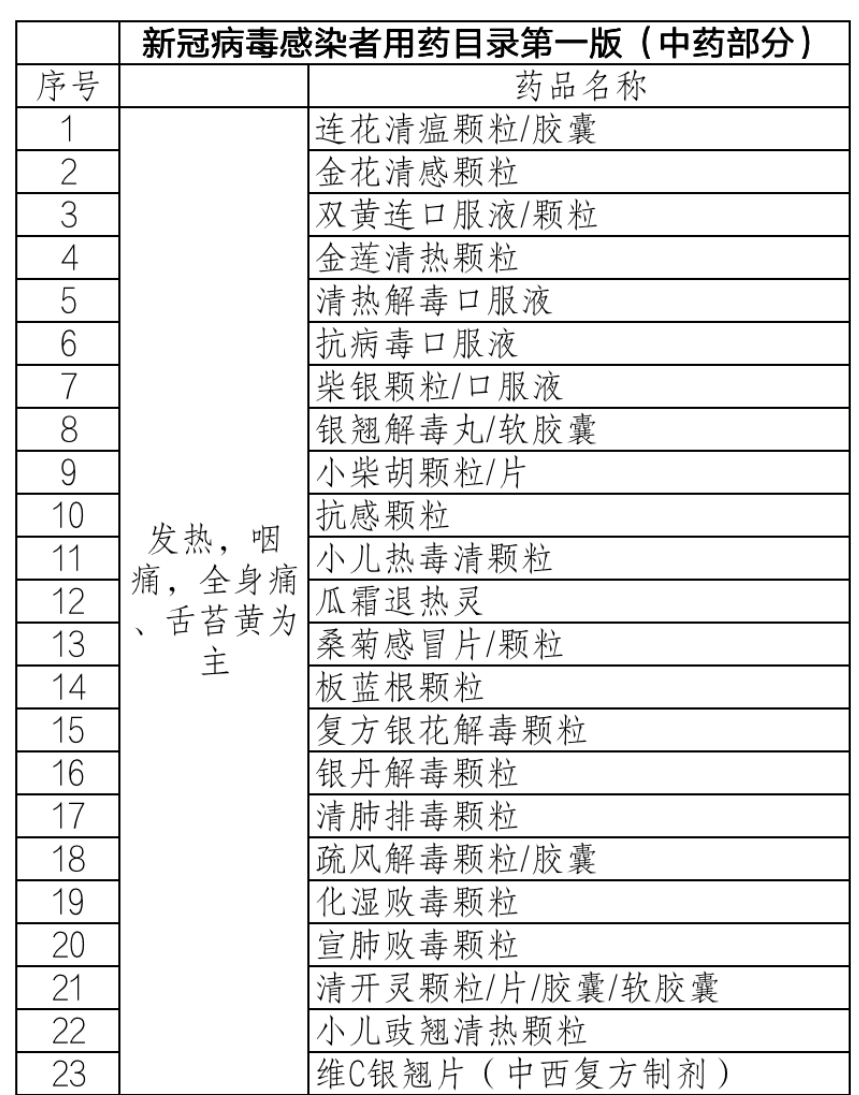 新冠病毒感染者用药目录第一版（中药部分）
序号 药品名称
1 连花清瘟颗粒/胶囊
2 金花清感颗粒
3 双黄连口服液/颗粒
4 金莲清热颗粒
5 清热解毒口服液
6 抗病毒口服液
7 柴银颗粒/口服液
8 银翘解毒丸/软胶囊
9 小柴胡颗粒/片
10 抗感颗粒
11 小儿热毒清颗粒
12 瓜霜退热灵
13 桑菊感冒片/颗粒
14 板蓝根颗粒
15 复方银花解毒颗粒
16 银丹解毒颗粒
17 清肺排毒颗粒
18 疏风解毒颗粒/胶囊
19 化湿败毒颗粒
20 宣肺败毒颗粒
21 清开灵颗粒/片/胶囊/软胶囊
22 小儿豉翘清热颗粒
23 维C银翘片（中西复方制剂）
发热，咽
痛，全身痛
、舌苔黄为
主